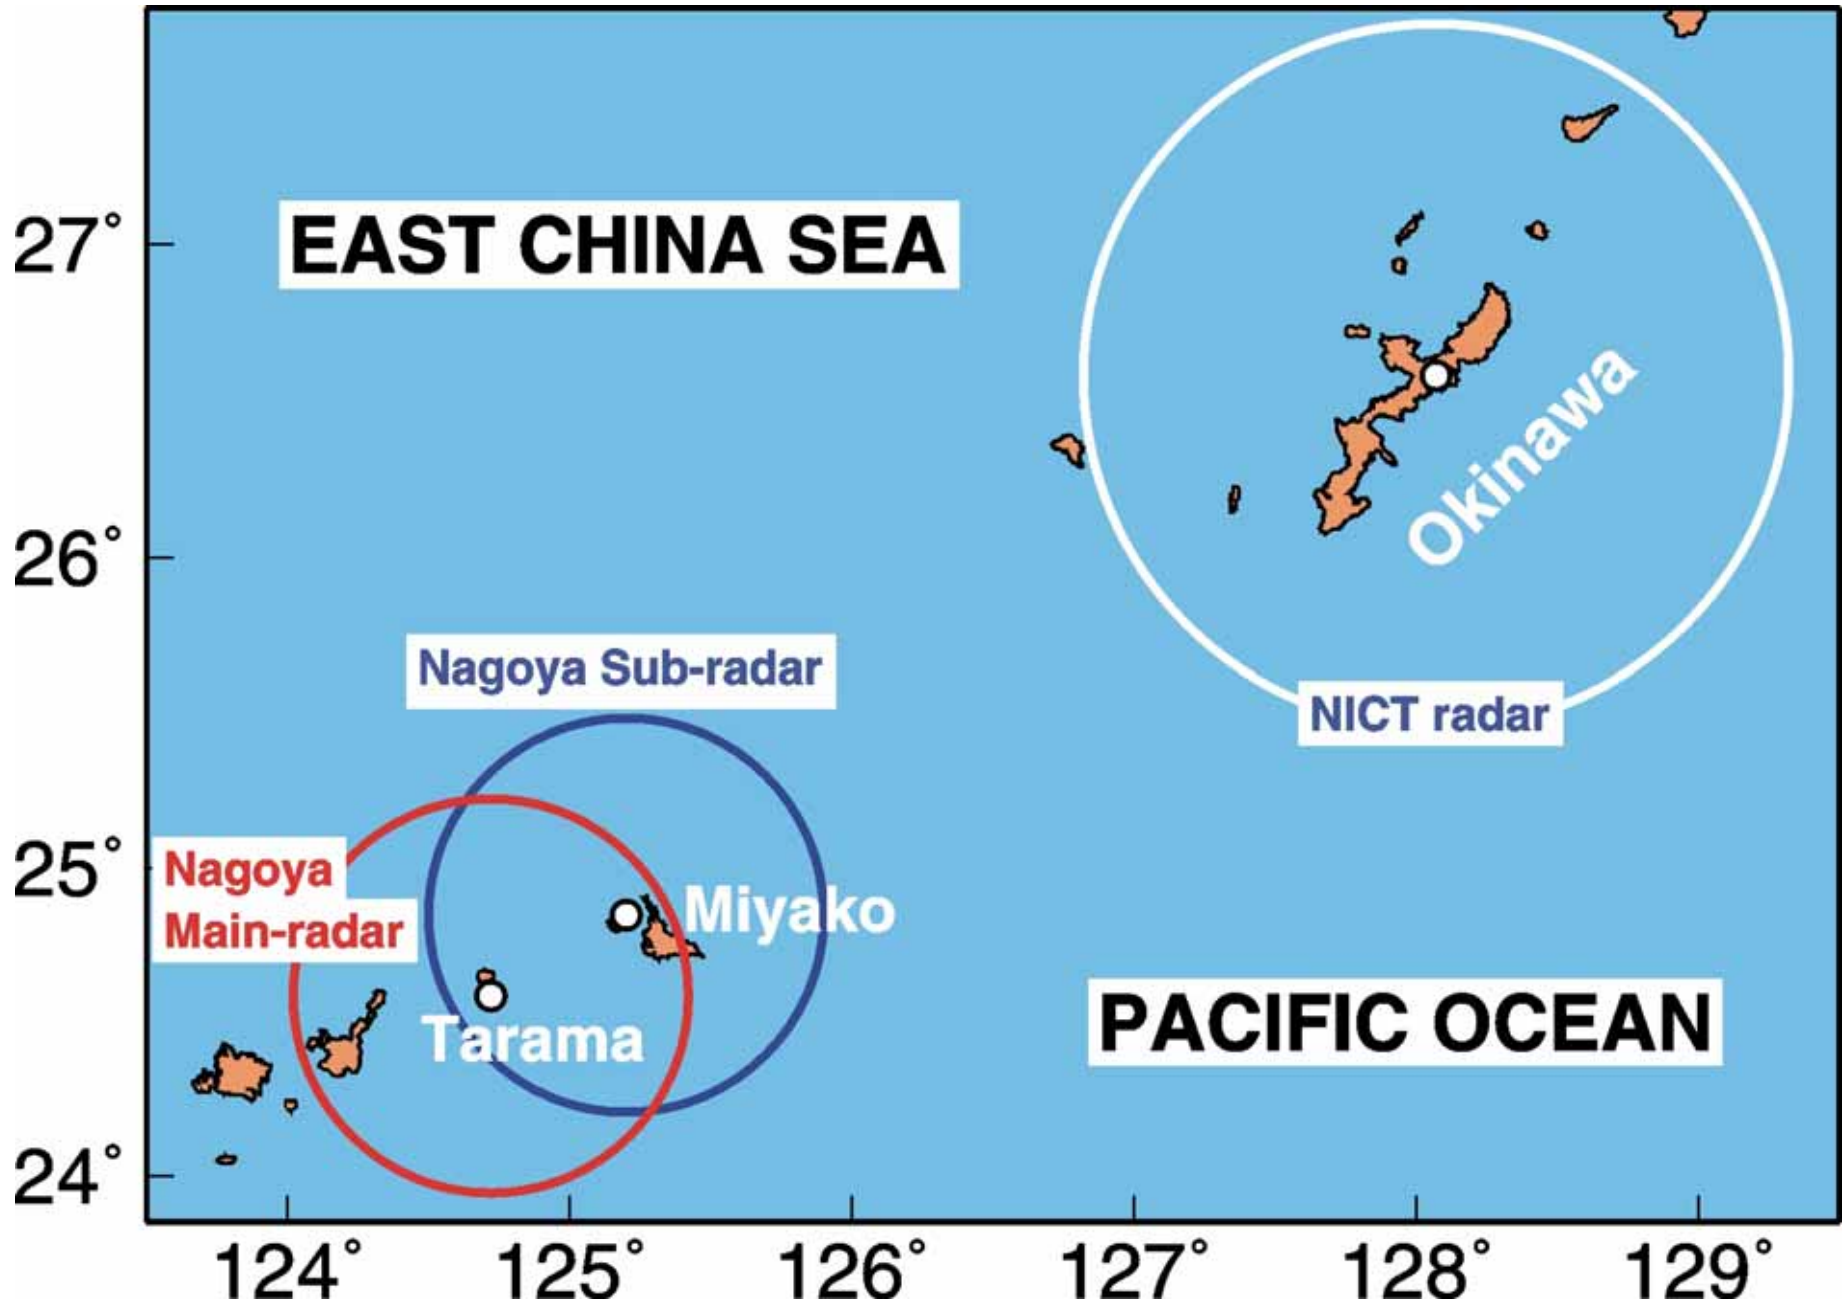 27°
EAST CHINA SEA
Okinawa
26°
Nagoya Sub-radar
NICT radar
25°
Nagoya
Main-radar
Miyako
Tarama
PACIFIC OCEAN
24°
124° 125° 126° 127° 128° 129°